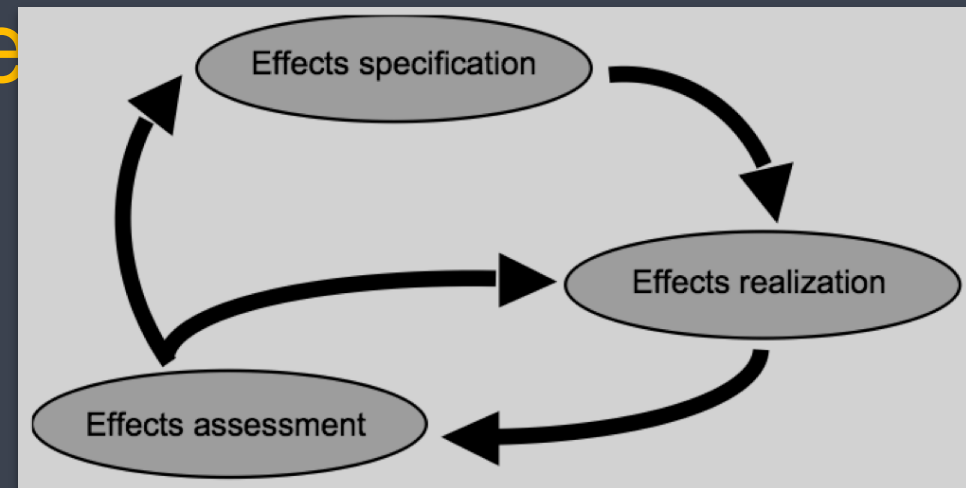 e
Effects specification
Effects realization
Effects assessment